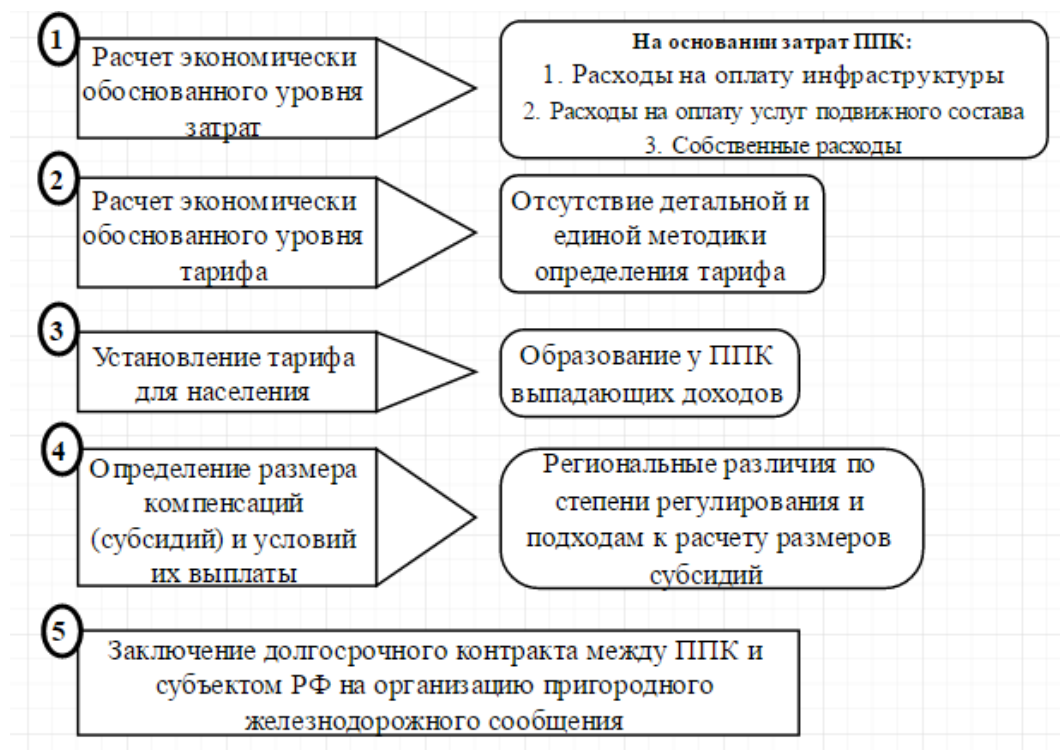 1
Расчет экономически
обоснованного уровня
затрат
На основании затрат ППК:
1. Расходы на оплату инфраструктуры
2. Расходы на оплату услуг подвижного состава
3. Собственные расходы
2
Расчет экономически
обоснованного уровня
тарифа
Отсутствие детальной и
единой методики
определения тарифа
3
Установление тарифа
для населения
Образование у ППК
выпадающих доходов
4
Определение размера
компенсаций
(субсидий) и условий
их выплаты
Региональные различия по
степени регулирования и
подходам к расчету размеров
субсидий
5
Заключение долгосрочного контракта между ППК и
субъектом РФ на организацию пригородного
железнодорожного сообщения